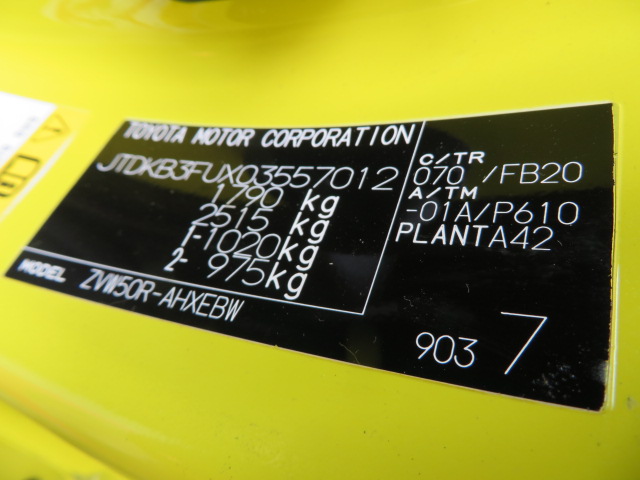 TOYOTA MOTOR CORPORATION
JTDKB3FUX03557012
1790 kg
2515 kg
1-1020kg
2- 975kg
MODEL ZVW50R-AHXEBW
C/TR
070 /FB20
A/TM
-01A/P610
PLANTA42
903 7